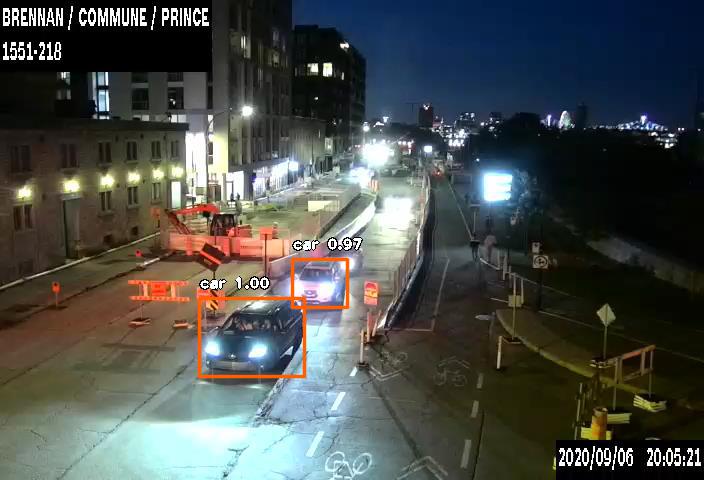 BRENNAN / COMMUNE / PRINCE
1551-218
car 0.97
car 1.00
2020/09/06 20:05:21